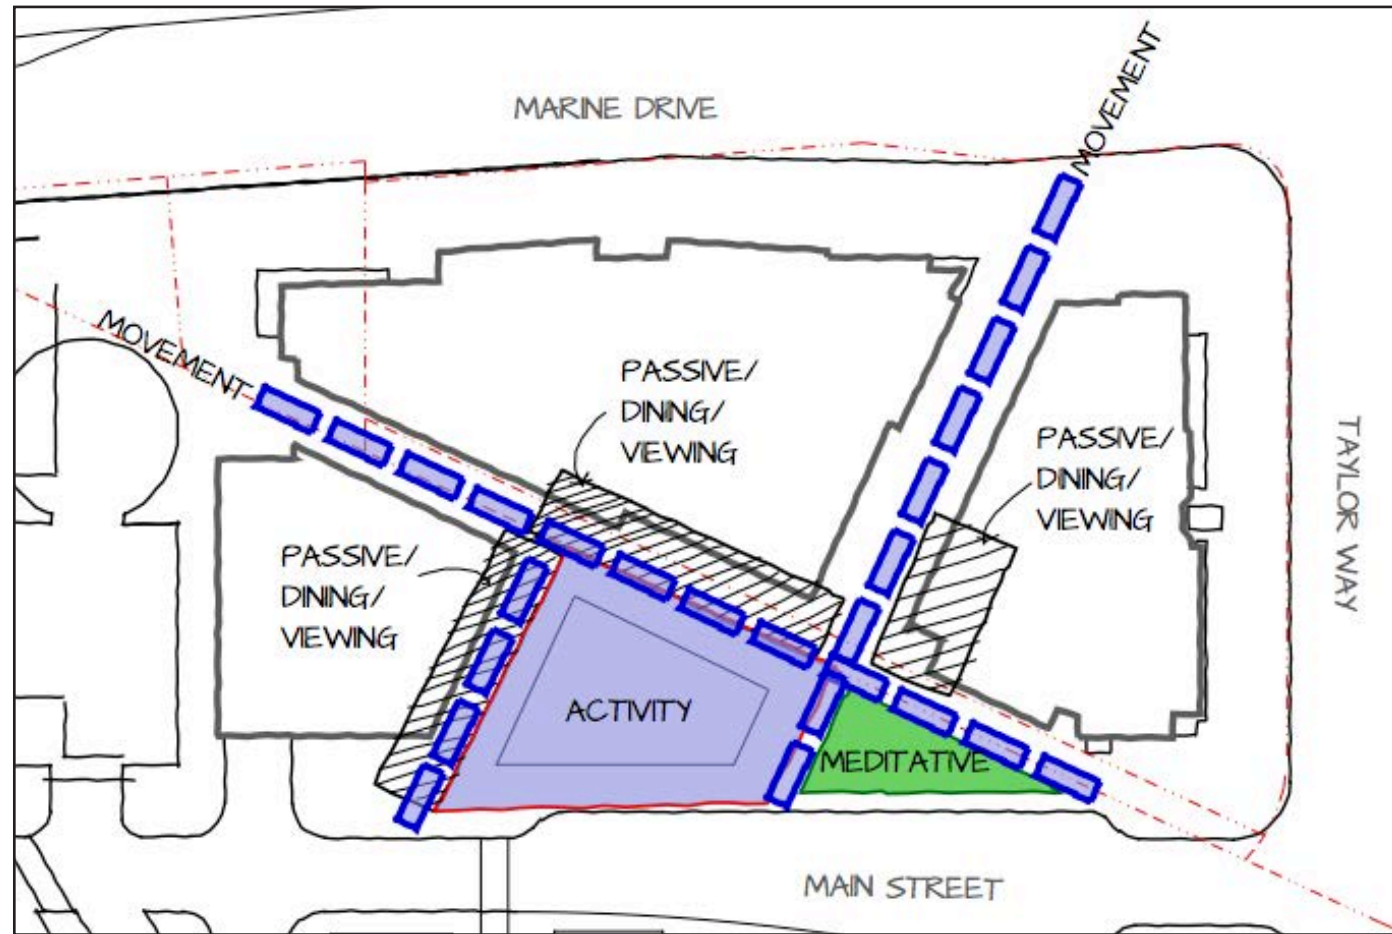 MOVEMENT
MARINE DRIVE
MOVEMENT
PASSIVE/
DINING/
VIEWING
PASSIVE/
DINING/
VIEWING
TAYLOR WAY
PASSIVE/
DINING/
VIEWING
ACTIVITY
MEDITATIVE
MAIN STREET